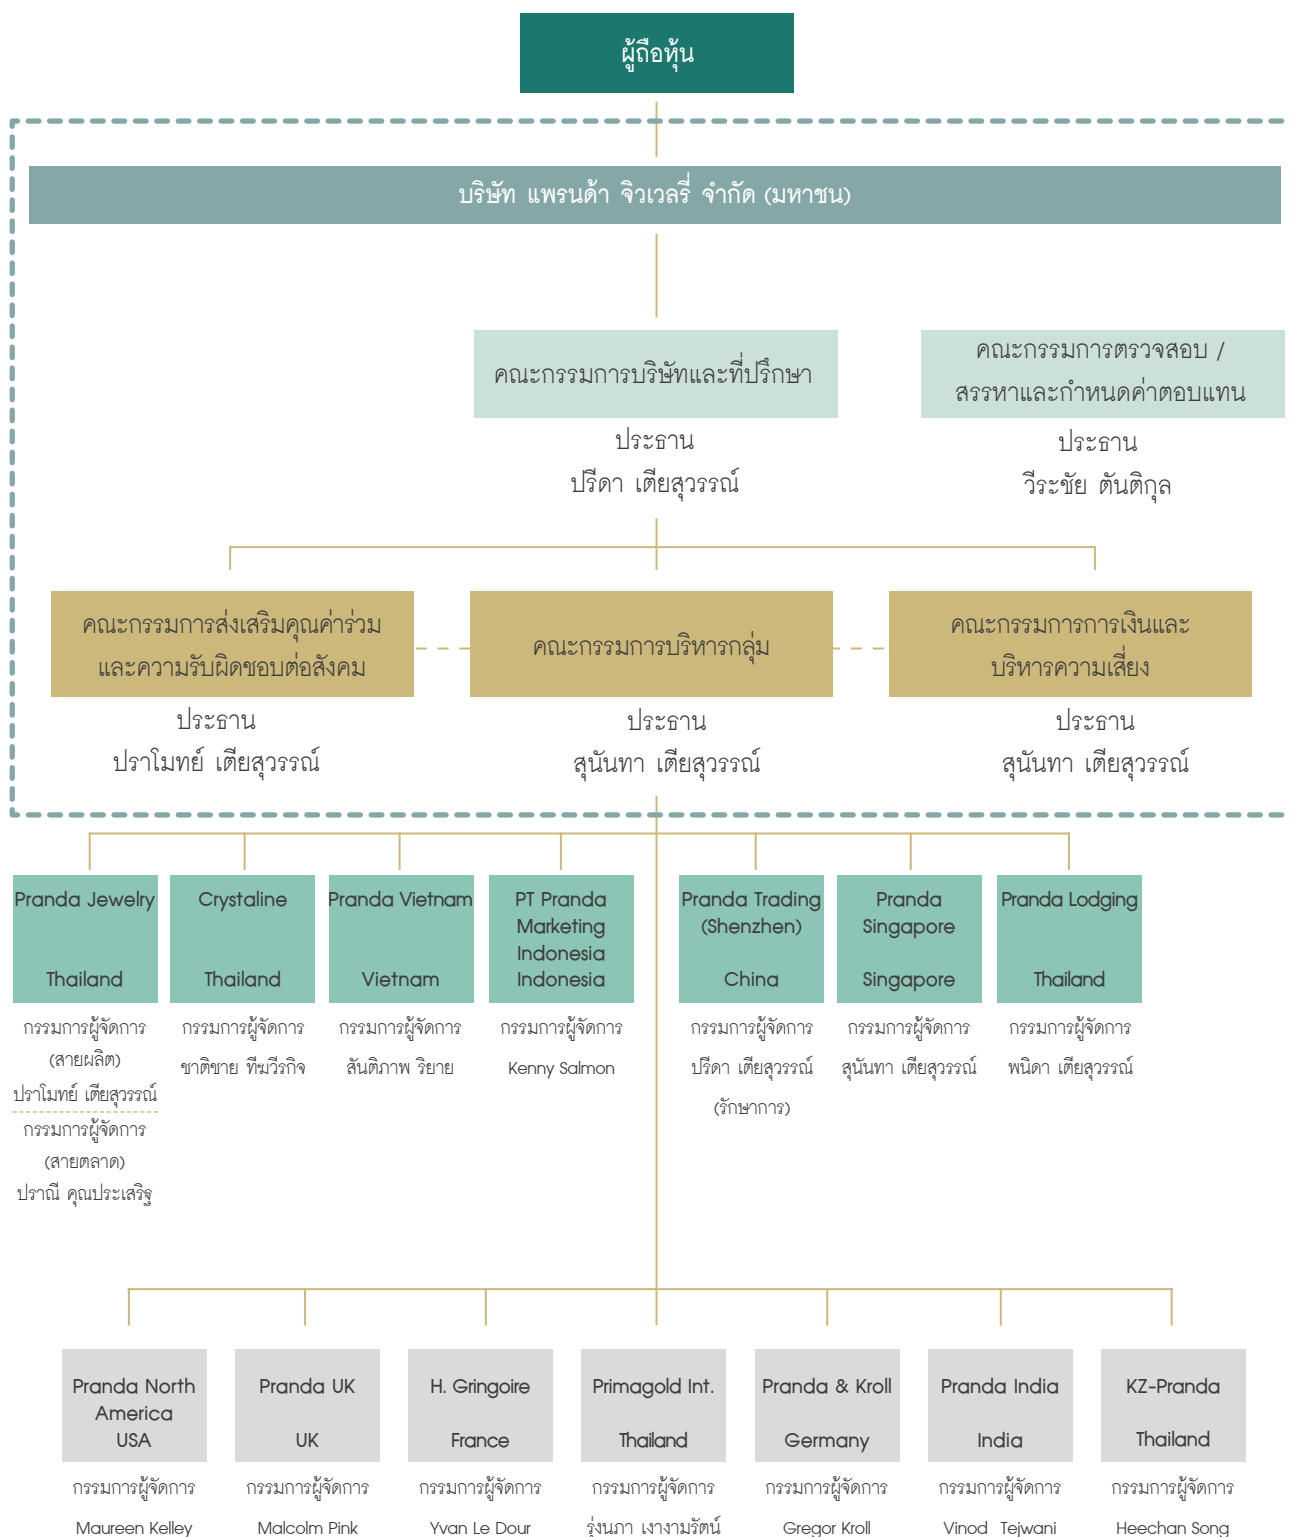 ผู้ถือหุ้น
บริษัท แพรนด้า จิวเวลรี่ จำกัด (มหาชน)
คณะกรรมการบริษัทและที่ปรึกษา
ประธาน
ปรีดา เตียสุวรรณ์
คณะกรรมการตรวจสอบ /
สรรหาและกำหนดค่าตอบแทน
ประธาน
วีระชัย ตันติกุล
คณะกรรมการส่งเสริมคุณค่าร่วม
และความรับผิดชอบต่อสังคม
ประธาน
ปราโมทย์ เตียสุวรรณ์
คณะกรรมการบริหารกลุ่ม
ประธาน
สุนันทา เตียสุวรรณ์
คณะกรรมการการเงินและ
บริหารความเสี่ยง
ประธาน
สุนันทา เตียสุวรรณ์
Pranda Jewelry
Thailand
กรรมการผู้จัดการ
(สายผลิต)
ปราโมทย์ เตียสุวรรณ์
กรรมการผู้จัดการ
(สายตลาด)
ปราณี คุณประเสริฐ
Crystaline
Thailand
กรรมการผู้จัดการ
ชาติชาย ทีฆวีรกิจ
Pranda Vietnam
Vietnam
กรรมการผู้จัดการ
สันติภาพ ริยาย
PT Pranda
Marketing
Indonesia
Indonesia
กรรมการผู้จัดการ
Kenny Salmon
Pranda Trading
(Shenzhen)
China
กรรมการผู้จัดการ
ปรีดา เตียสุวรรณ์
(รักษาการ)
Pranda
Singapore
Singapore
กรรมการผู้จัดการ
สุนันทา เตียสุวรรณ์
Pranda Lodging
Thailand
กรรมการผู้จัดการ
พนิดา เตียสุวรรณ์
Pranda North
America
USA
กรรมการผู้จัดการ
Maureen Kelley
Pranda UK
UK
กรรมการผู้จัดการ
Malcolm Pink
H. Gringoire
France
กรรมการผู้จัดการ
Yvan Le Dour
Primagold Int.
Thailand
กรรมการผู้จัดการ
รุ่งนภา เงางามรัตน์
Pranda & Kroll
Germany
กรรมการผู้จัดการ
Gregor Kroll
Pranda India
India
กรรมการผู้จัดการ
Vinod Tejwani
KZ-Pranda
Thailand
กรรมการผู้จัดการ
Heechan Song